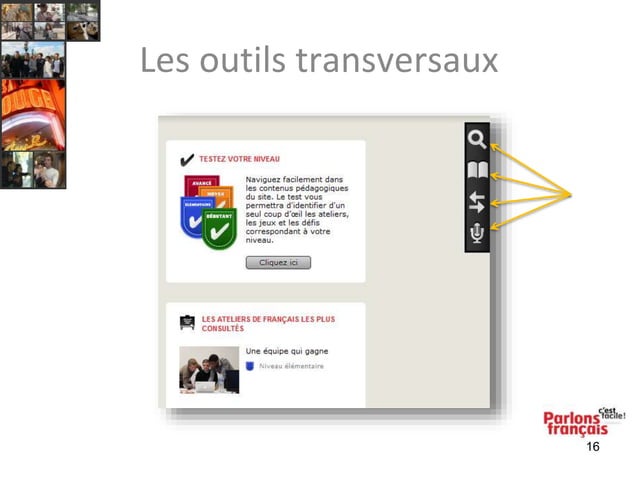 Les outils transversaux
TESTEZ VOTRE NIVEAU
Naviguez facilement dans
les contenus pédagogiques
du site. Le test vous
permettra d'identifier d'un
seul coup d'œil les ateliers,
les jeux et les défis
correspondant à votre
niveau.
AVANCÉ
MOYEN
ÉLÉMENTAIRE
DÉBUTANT
Cliquez ici
LES ATELIERS DE FRANÇAIS LES PLUS
CONSULTÉS
Une équipe qui gagne
Niveau élémentaire
Parlons
français
c'est
facile!
16